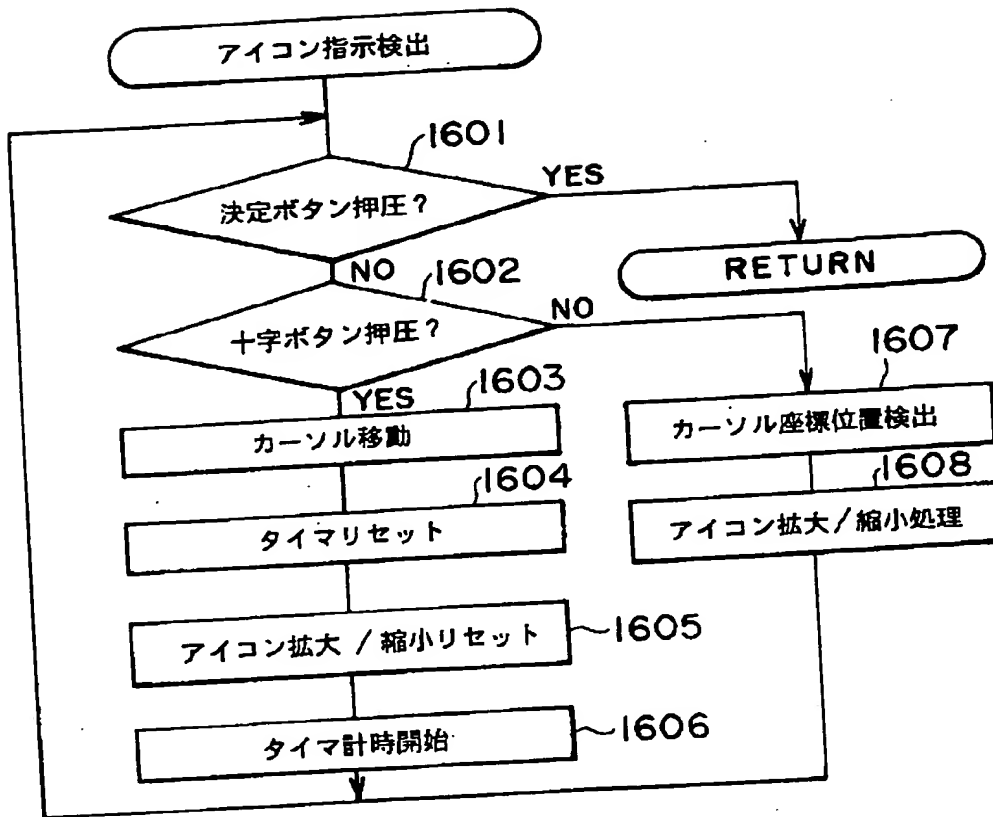 アイコン指示検出
1601
決定ボタン押圧?
YES
RETURN
NO
1602
十字ボタン押圧?
NO
YES
1603
カーソル移動
1604
タイマリセット
アイコン拡大 / 縮小リセット
1605
タイマ計時開始
1606
1607
カーソル座標位置検出
1608
アイコン拡大/縮小処理